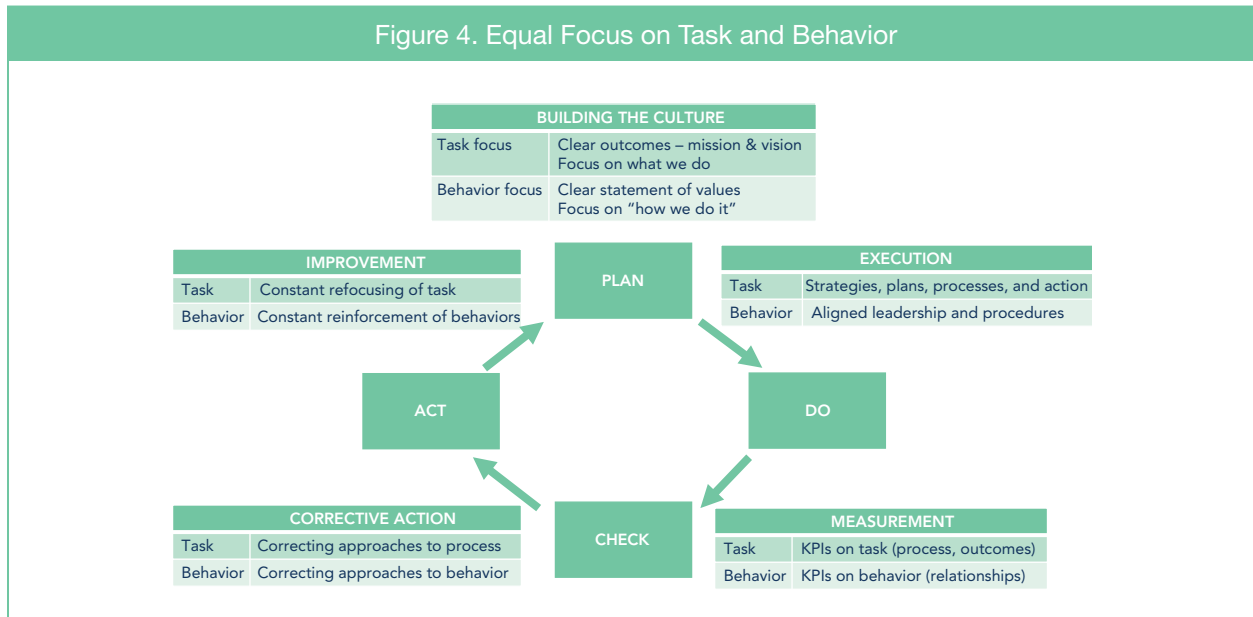 Figure 4. Equal Focus on Task and Behavior
BUILDING THE CULTURE
Task focus Clear outcomes – mission & vision
Focus on what we do
Behavior focus Clear statement of values
Focus on “how we do it”
IMPROVEMENT
Task Constant refocusing of task
Behavior Constant reinforcement of behaviors
PLAN
EXECUTION
Task Strategies, plans, processes, and action
Behavior Aligned leadership and procedures
ACT
DO
CORRECTIVE ACTION
Task Correcting approaches to process
Behavior Correcting approaches to behavior
CHECK
MEASUREMENT
Task KPIs on task (process, outcomes)
Behavior KPIs on behavior (relationships)